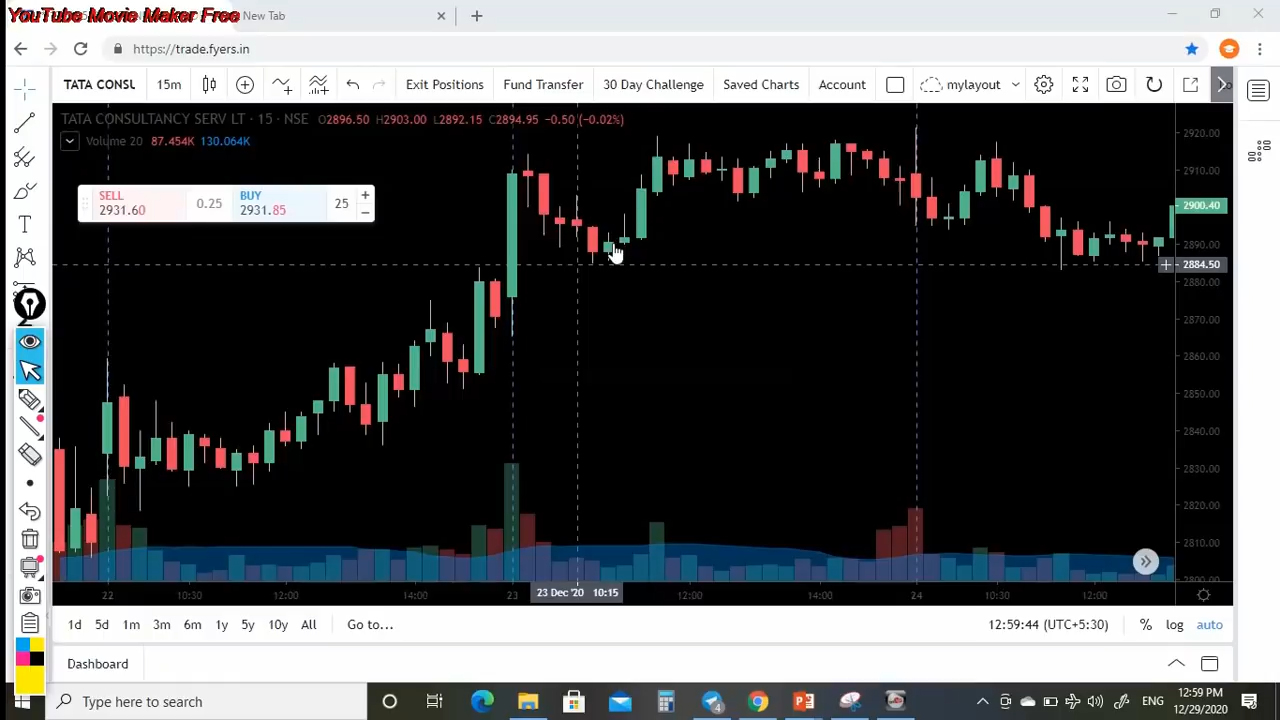 YouTube Movie Maker Free
New Tab
https://trade.fyers.in
TATA CONSL 15m Exit Positions Fund Transfer 30 Day Challenge Saved Charts Account mylayout
TATA CONSULTANCY SERV LT · 15 · NSE O2896.50 H2903.00 L2892.15 C2894.95 −0.50 (−0.02%)
Volume 20 87.454K 130.064K
SELL 2931.60 0.25 BUY 2931.85 25
2920.00
2910.00
2900.40
2890.00
2884.50
2880.00
2870.00
2860.00
2850.00
2840.00
2830.00
2820.00
2810.00
2800.00
22 10:30 12:00 14:00 23 23 Dec '20 10:15 12:00 14:00 24 10:30 12:00
1d 5d 1m 3m 6m 1y 5y 10y All Go to... 12:59:44 (UTC+5:30) % log auto
Dashboard
Type here to search ENG 12:59 PM
12/29/2020